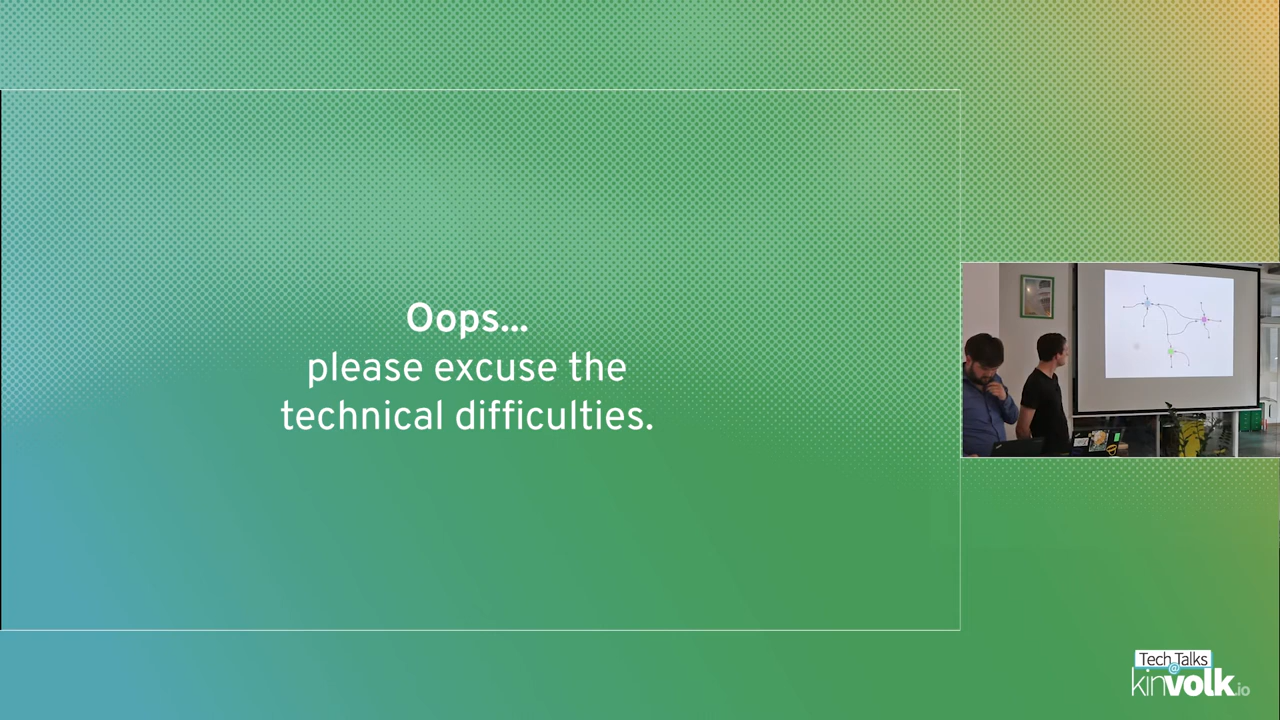 Oops...
please excuse the
technical difficulties.
Tech Talks
@
kinvolk.io